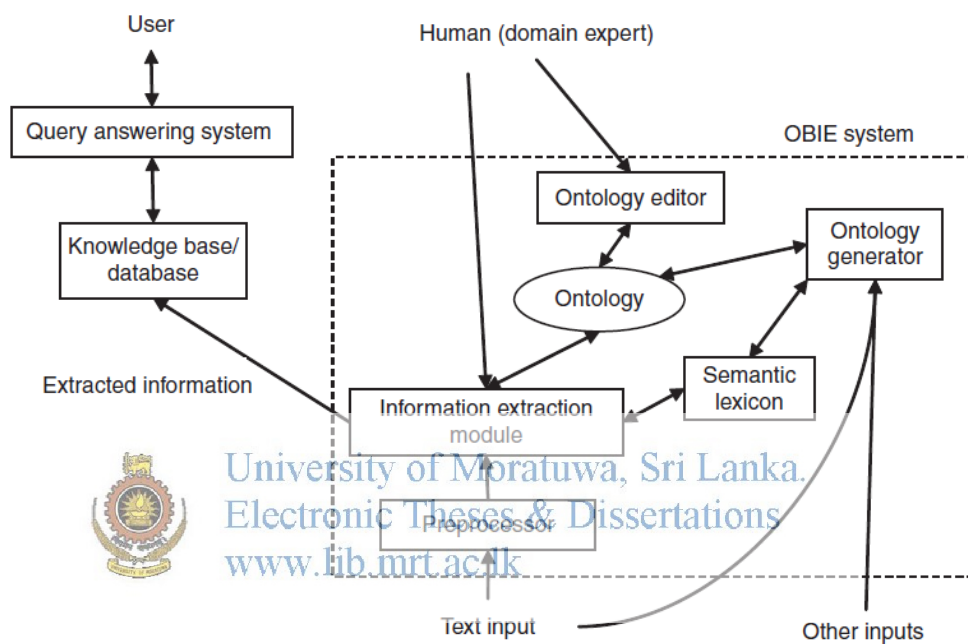 User
Human (domain expert)
Query answering system
OBIE system
Ontology editor
Knowledge base/
database
Ontology
generator
Ontology
Extracted information
Semantic
lexicon
Information extraction
module
University of Moratuwa, Sri Lanka.
Electronic Theses & Dissertations
www.lib.mrt.ac.lk
Preprocessor
Text input
Other inputs